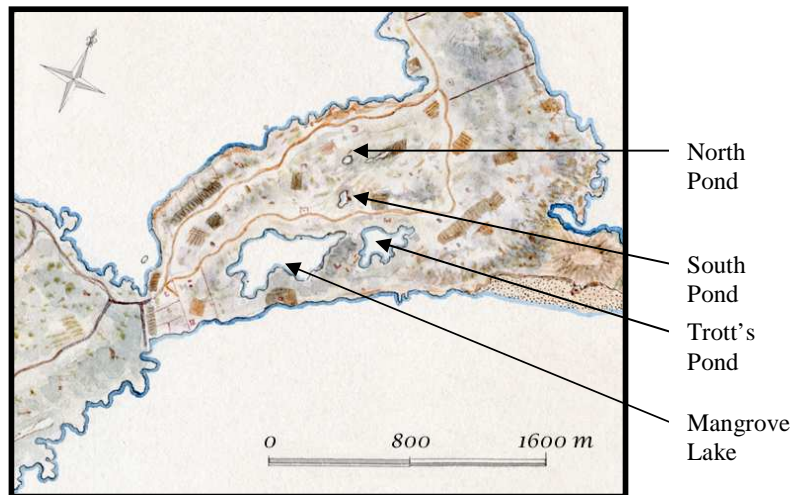 North
Pond
South
Pond
Trott’s
Pond
Mangrove
Lake
0 800 1600 m